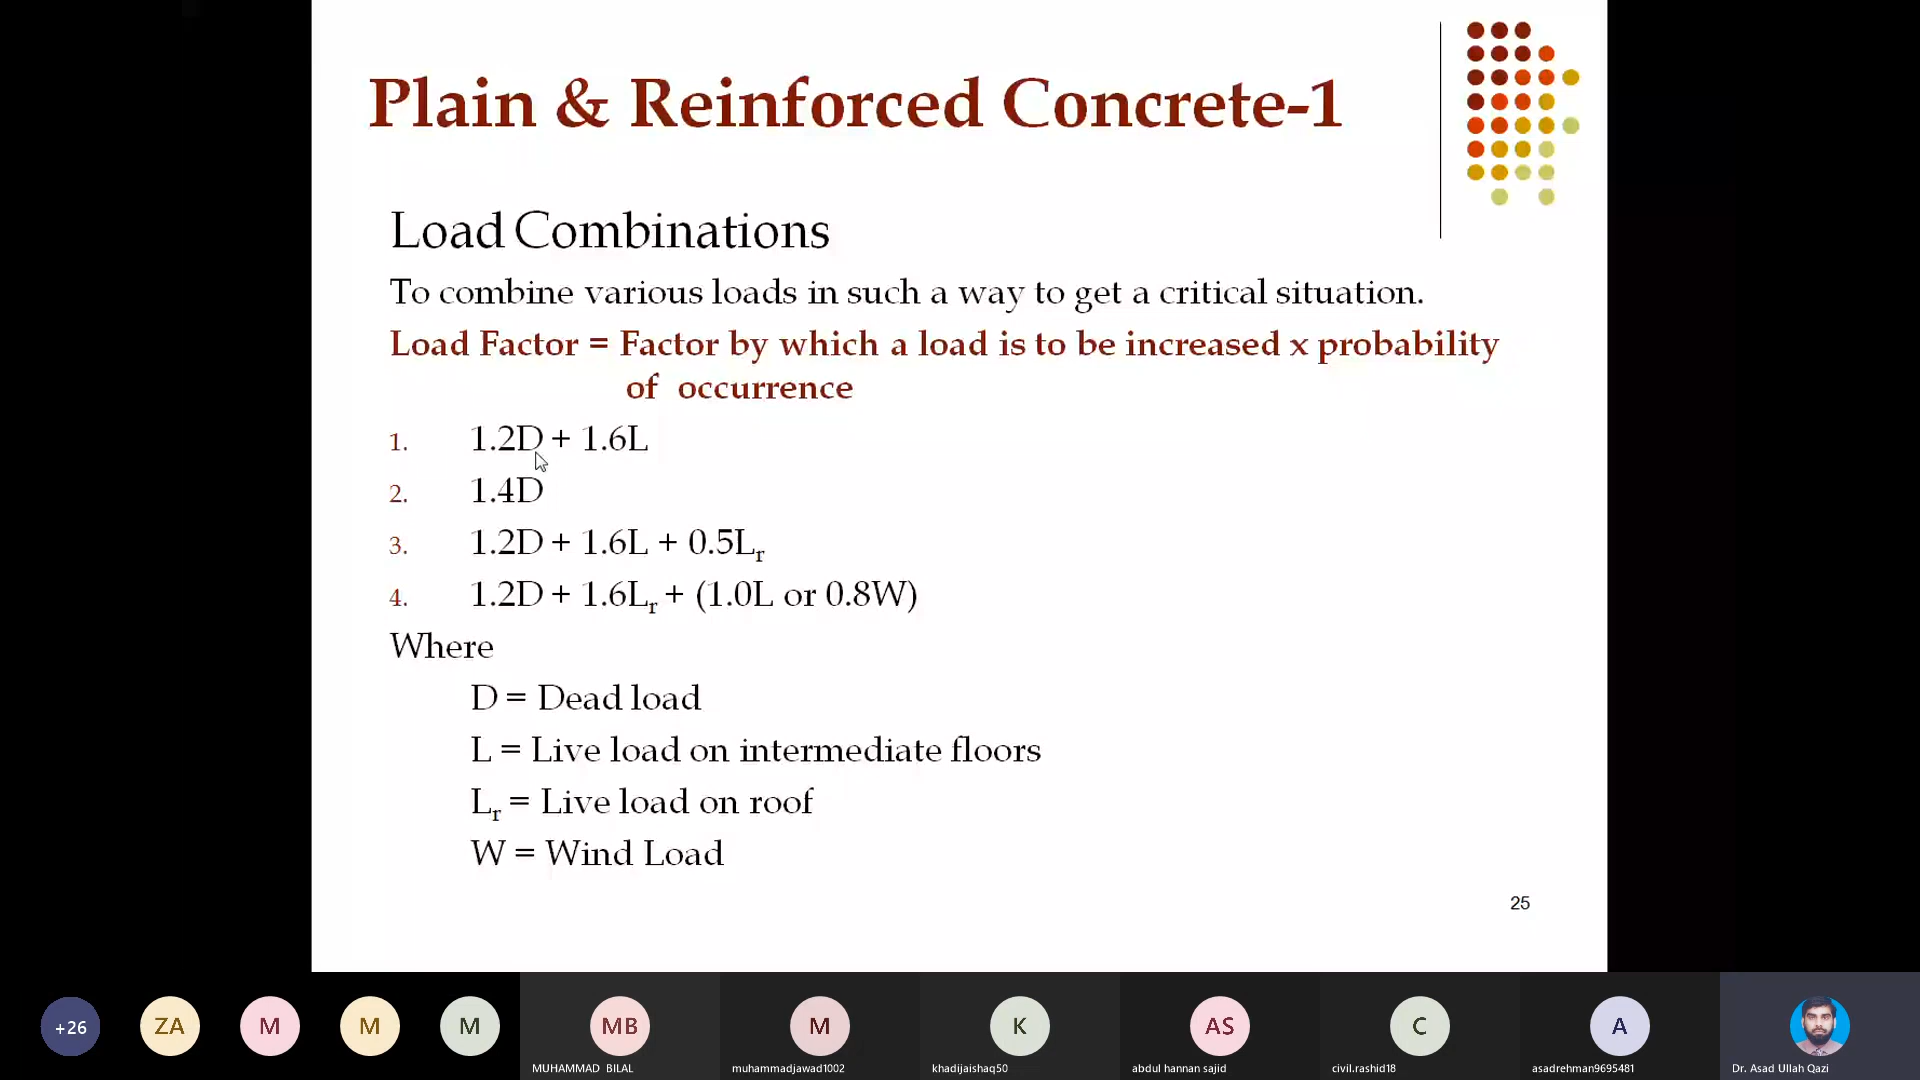 Plain & Reinforced Concrete-1
Load Combinations
To combine various loads in such a way to get a critical situation.
Load Factor = Factor by which a load is to be increased x probability
of occurrence
1. 1.2D + 1.6L
2. 1.4D
3. 1.2D + 1.6L + 0.5Lr
4. 1.2D + 1.6Lr + (1.0L or 0.8W)
Where
D = Dead load
L = Live load on intermediate floors
Lr = Live load on roof
W = Wind Load
25
+26 ZA M M M MB M K AS C A
MUHAMMAD BILAL muhammadjawad1002 khadijaishaq50 abdul hannan sajid civil.rashid18 asadrehman9695481 Dr. Asad Ullah Qazi